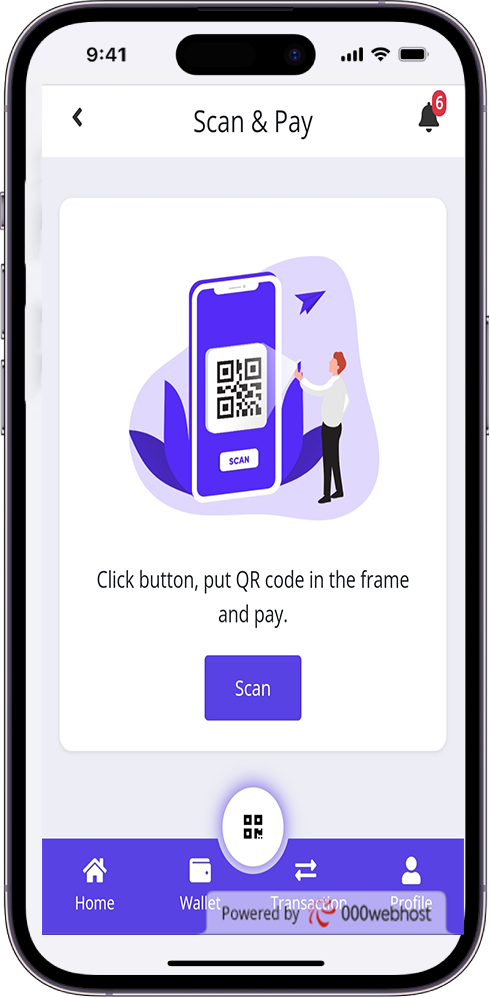 9:41
Scan & Pay
6
SCAN
Click button, put QR code in the frame
and pay.
Scan
Home
Wallet
Transaction
Profile
Powered by 000webhost